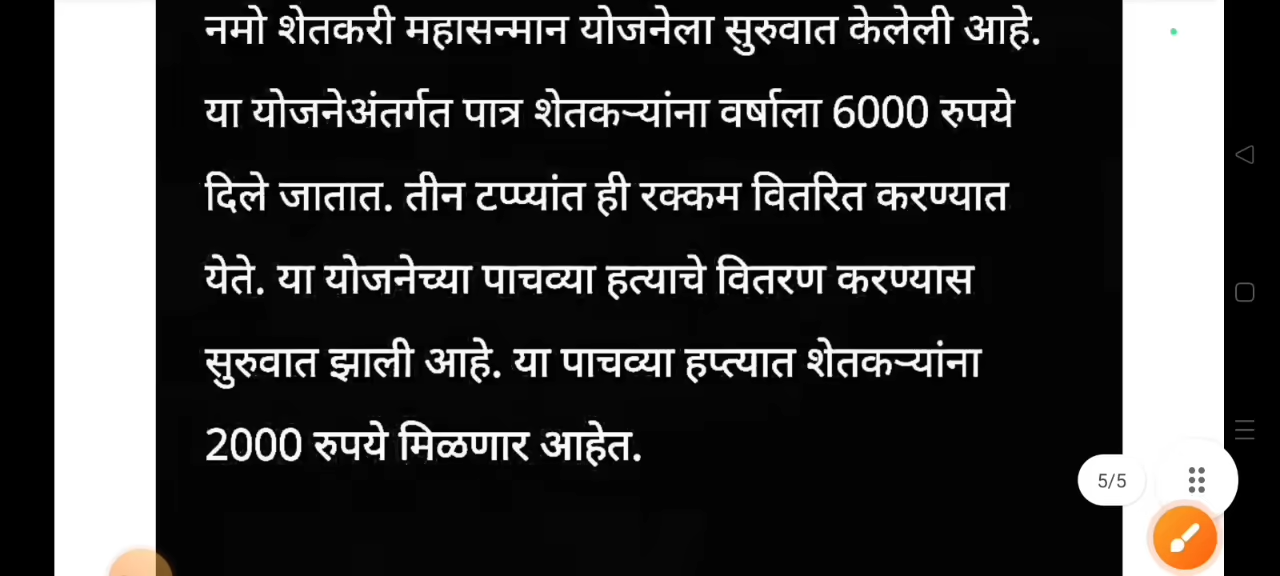 नमो शेतकरी महासन्मान योजनेला सुरुवात केलेली आहे.
या योजनेअंतर्गत पात्र शेतकऱ्यांना वर्षाला 6000 रुपये
दिले जातात. तीन टप्प्यांत ही रक्कम वितरित करण्यात
येते. या योजनेच्या पाचव्या हत्याचे वितरण करण्यास
सुरुवात झाली आहे. या पाचव्या हप्त्यात शेतकऱ्यांना
2000 रुपये मिळणार आहेत.
5/5